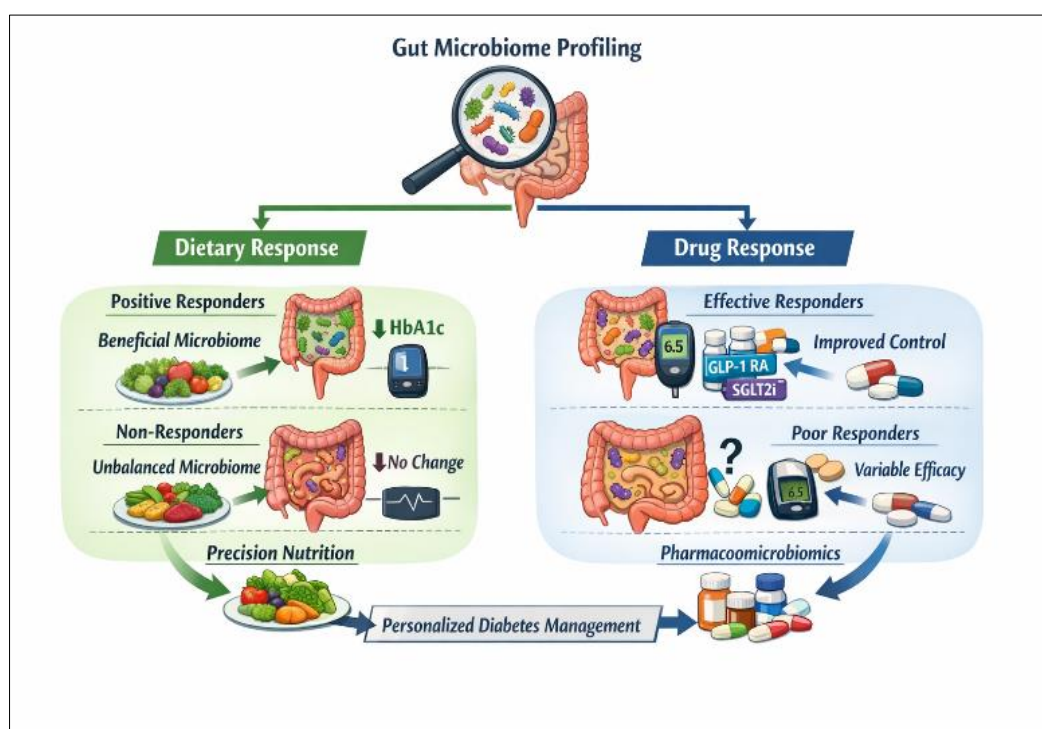 Gut Microbiome Profiling
Dietary Response
Positive Responders
Beneficial Microbiome
HbA1c
Non-Responders
Unbalanced Microbiome
No Change
Precision Nutrition
Drug Response
Effective Responders
6.5
GLP-1 RA
SGLT2i
Improved Control
Poor Responders
?
6.5
Variable Efficacy
Pharmacoomicrobiomics
Personalized Diabetes Management